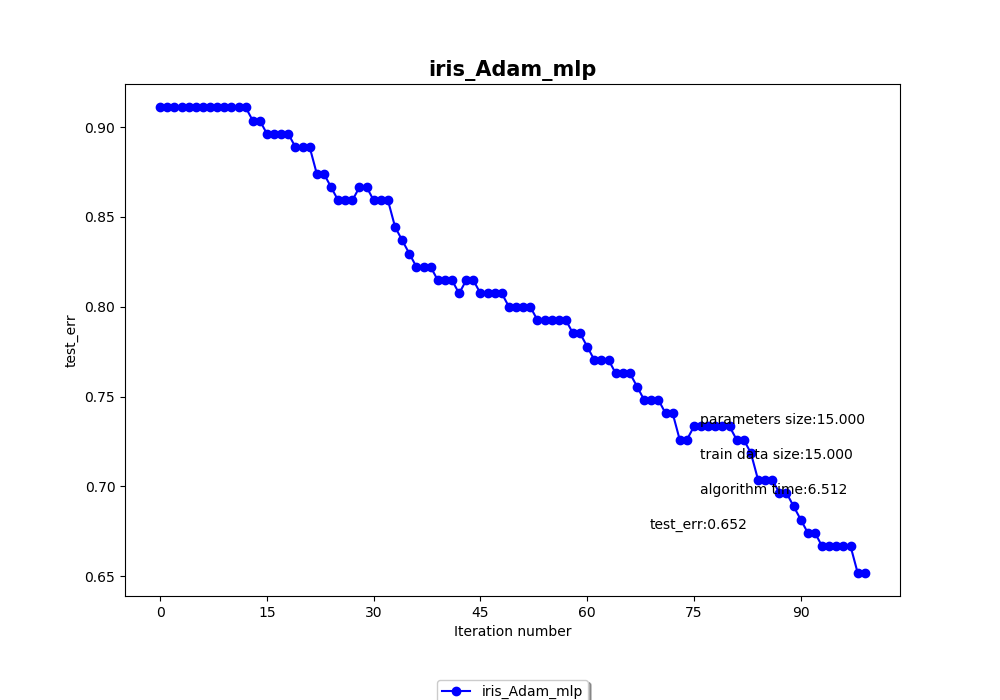 iris_Adam_mlp
0.90
0.85
0.80
0.75
0.70
0.65
test_err
parameters size:15.000
train data size:15.000
algorithm time:6.512
test_err:0.652
0 15 30 45 60 75 90
Iteration number
iris_Adam_mlp